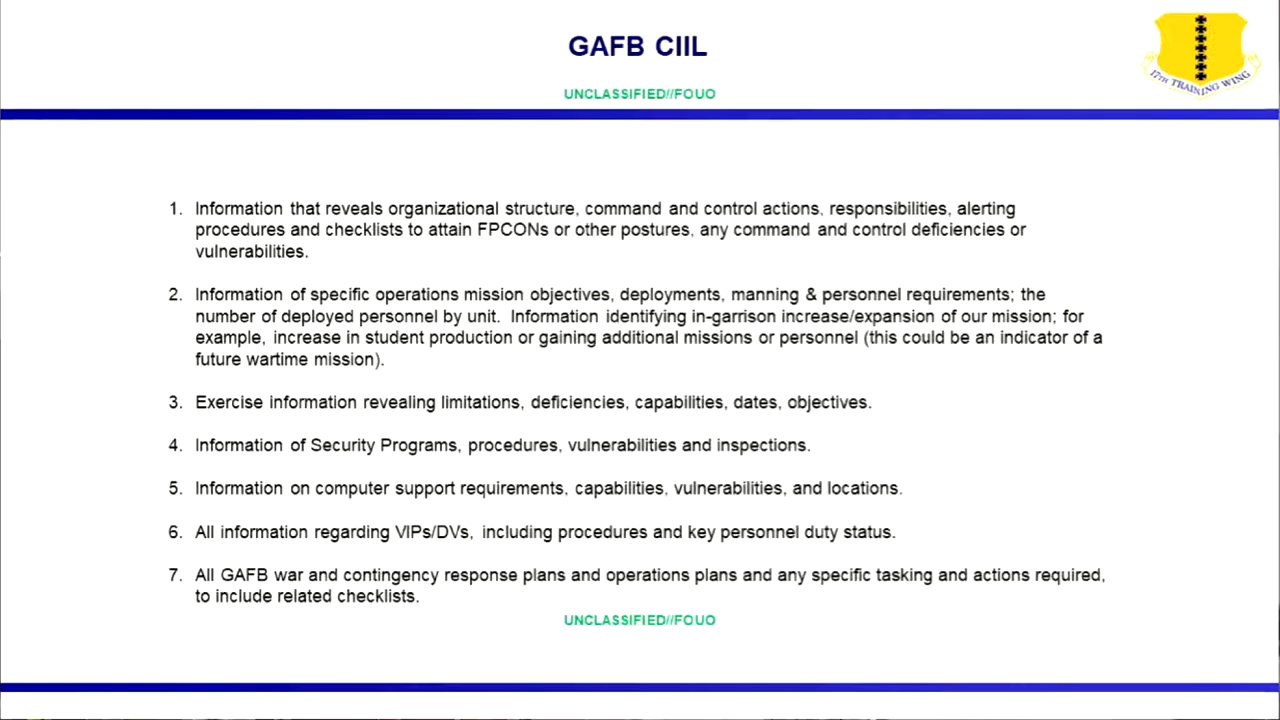 GAFB CIIL
17TH TRAINING WING
UNCLASSIFIED//FOUO
1. Information that reveals organizational structure, command and control actions, responsibilities, alerting
procedures and checklists to attain FPCONs or other postures, any command and control deficiencies or
vulnerabilities.
2. Information of specific operations mission objectives, deployments, manning & personnel requirements; the
number of deployed personnel by unit. Information identifying in-garrison increase/expansion of our mission; for
example, increase in student production or gaining additional missions or personnel (this could be an indicator of a
future wartime mission).
3. Exercise information revealing limitations, deficiencies, capabilities, dates, objectives.
4. Information of Security Programs, procedures, vulnerabilities and inspections.
5. Information on computer support requirements, capabilities, vulnerabilities, and locations.
6. All information regarding VIPs/DVs, including procedures and key personnel duty status.
7. All GAFB war and contingency response plans and operations plans and any specific tasking and actions required,
to include related checklists.
UNCLASSIFIED//FOUO